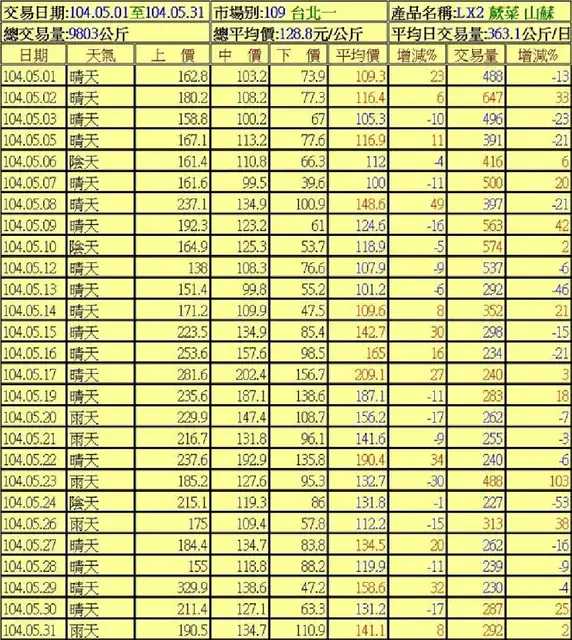 交易日期:104.05.01至104.05.31 市場別:109 台北一 產品名稱:LX2 蕨菜 山蘇
總交易量:9803公斤 總平均價:128.8元/公斤 平均日交易量:363.1公斤/日
日期 天氣 上 價 中 價 下 價 平均價 增減% 交易量 增減%
104.05.01 晴天 162.8 103.2 73.9 109.3 23 488 -13
104.05.02 晴天 180.2 108.2 77.3 116.4 6 647 33
104.05.03 晴天 158.8 100.2 67 105.3 -10 496 -23
104.05.05 晴天 167.1 113.2 77.6 116.9 11 391 -21
104.05.06 陰天 161.4 110.8 66.3 112 -4 416 6
104.05.07 晴天 161.6 99.5 39.6 100 -11 500 20
104.05.08 晴天 237.1 134.9 100.9 148.6 49 397 -21
104.05.09 晴天 192.3 123.2 61 124.6 -16 563 42
104.05.10 陰天 164.9 125.3 53.7 118.9 -5 574 2
104.05.12 晴天 138 108.3 76.6 107.9 -9 537 -6
104.05.13 晴天 151.4 99.8 55.2 101.2 -6 292 -46
104.05.14 晴天 171.2 109.9 47.5 109.6 8 352 21
104.05.15 晴天 223.5 134.9 85.4 142.7 30 298 -15
104.05.16 晴天 253.6 157.6 98.5 165 16 234 -21
104.05.17 晴天 281.6 202.4 156.7 209.1 27 240 3
104.05.19 晴天 235.6 187.1 138.6 187.1 -11 283 18
104.05.20 雨天 229.9 147.4 108.7 156.2 -17 262 -7
104.05.21 雨天 216.7 131.8 96.1 141.6 -9 255 -3
104.05.22 晴天 237.6 192.9 135.8 190.4 34 240 -6
104.05.23 雨天 185.2 127.6 95.3 132.7 -30 488 103
104.05.24 陰天 215.1 119.3 86 131.8 -1 227 -53
104.05.26 雨天 175 109.4 57.8 112.2 -15 313 38
104.05.27 晴天 184.4 134.7 83.8 134.5 20 262 -16
104.05.28 晴天 155 118.8 88.2 119.9 -11 239 -9
104.05.29 晴天 329.9 138.6 47.2 158.6 32 230 -4
104.05.30 晴天 211.4 127.1 63.3 131.2 -17 287 25
104.05.31 雨天 190.5 134.7 110.9 141.1 8 292 2